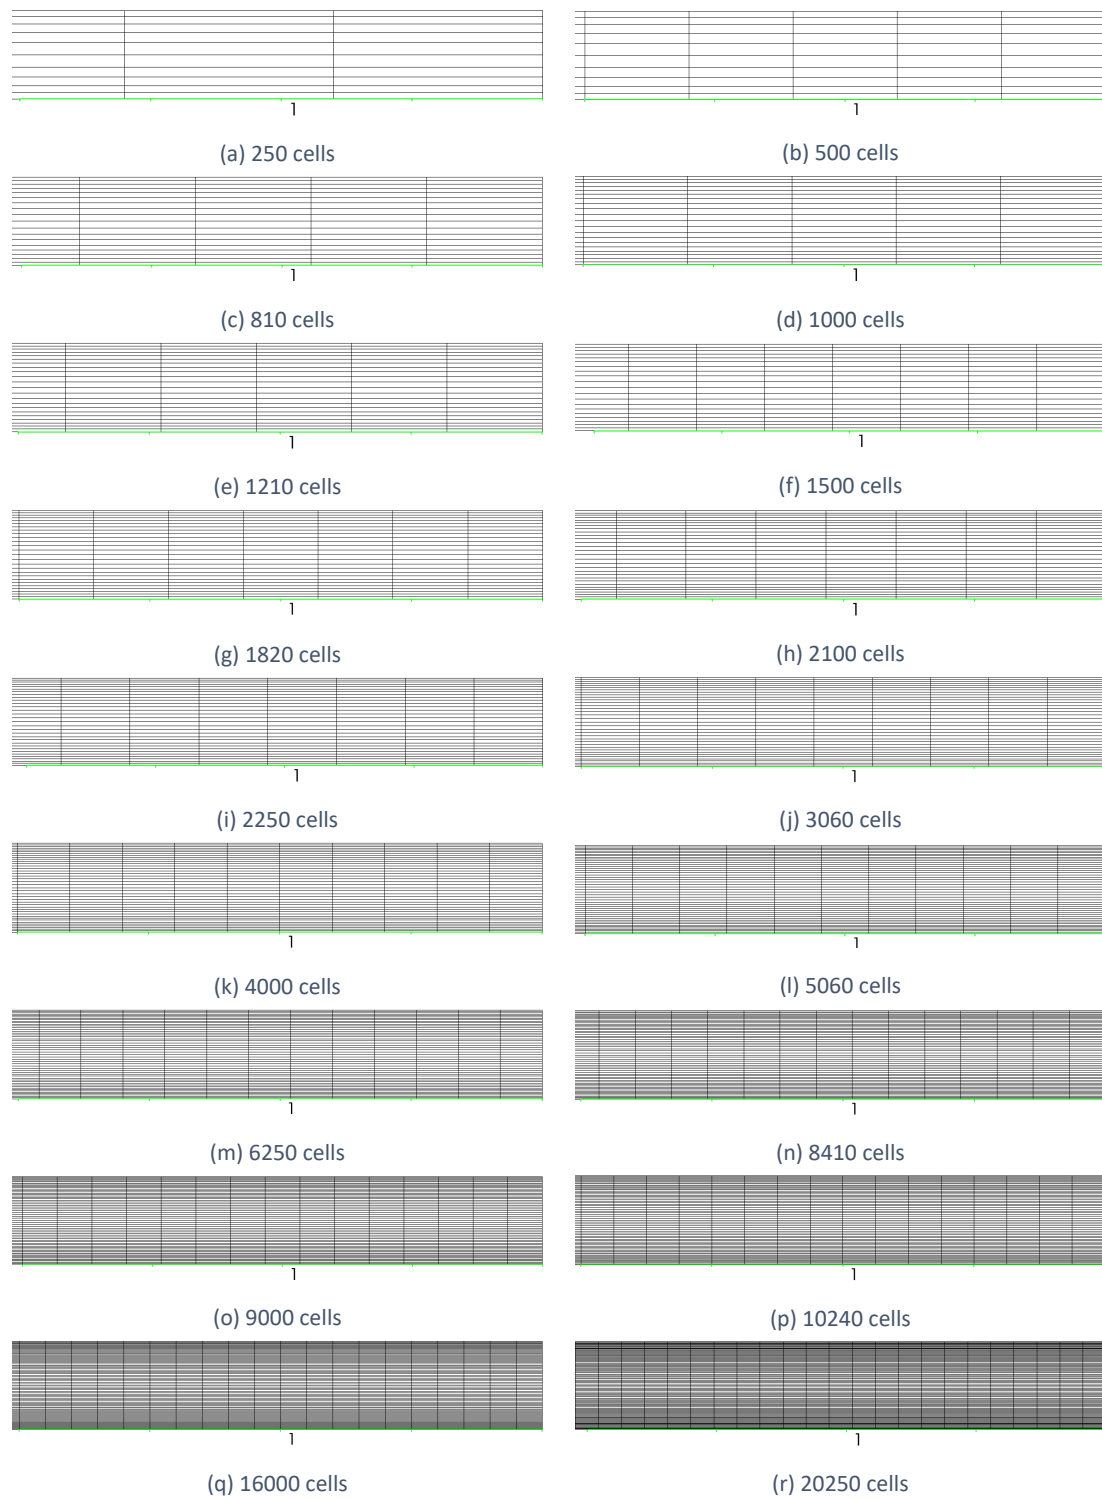 1 1
(a) 250 cells (b) 500 cells
1 1
(c) 810 cells (d) 1000 cells
1 1
(e) 1210 cells (f) 1500 cells
1 1
(g) 1820 cells (h) 2100 cells
1 1
(i) 2250 cells (j) 3060 cells
1 1
(k) 4000 cells (l) 5060 cells
1 1
(m) 6250 cells (n) 8410 cells
1 1
(o) 9000 cells (p) 10240 cells
1 1
(q) 16000 cells (r) 20250 cells